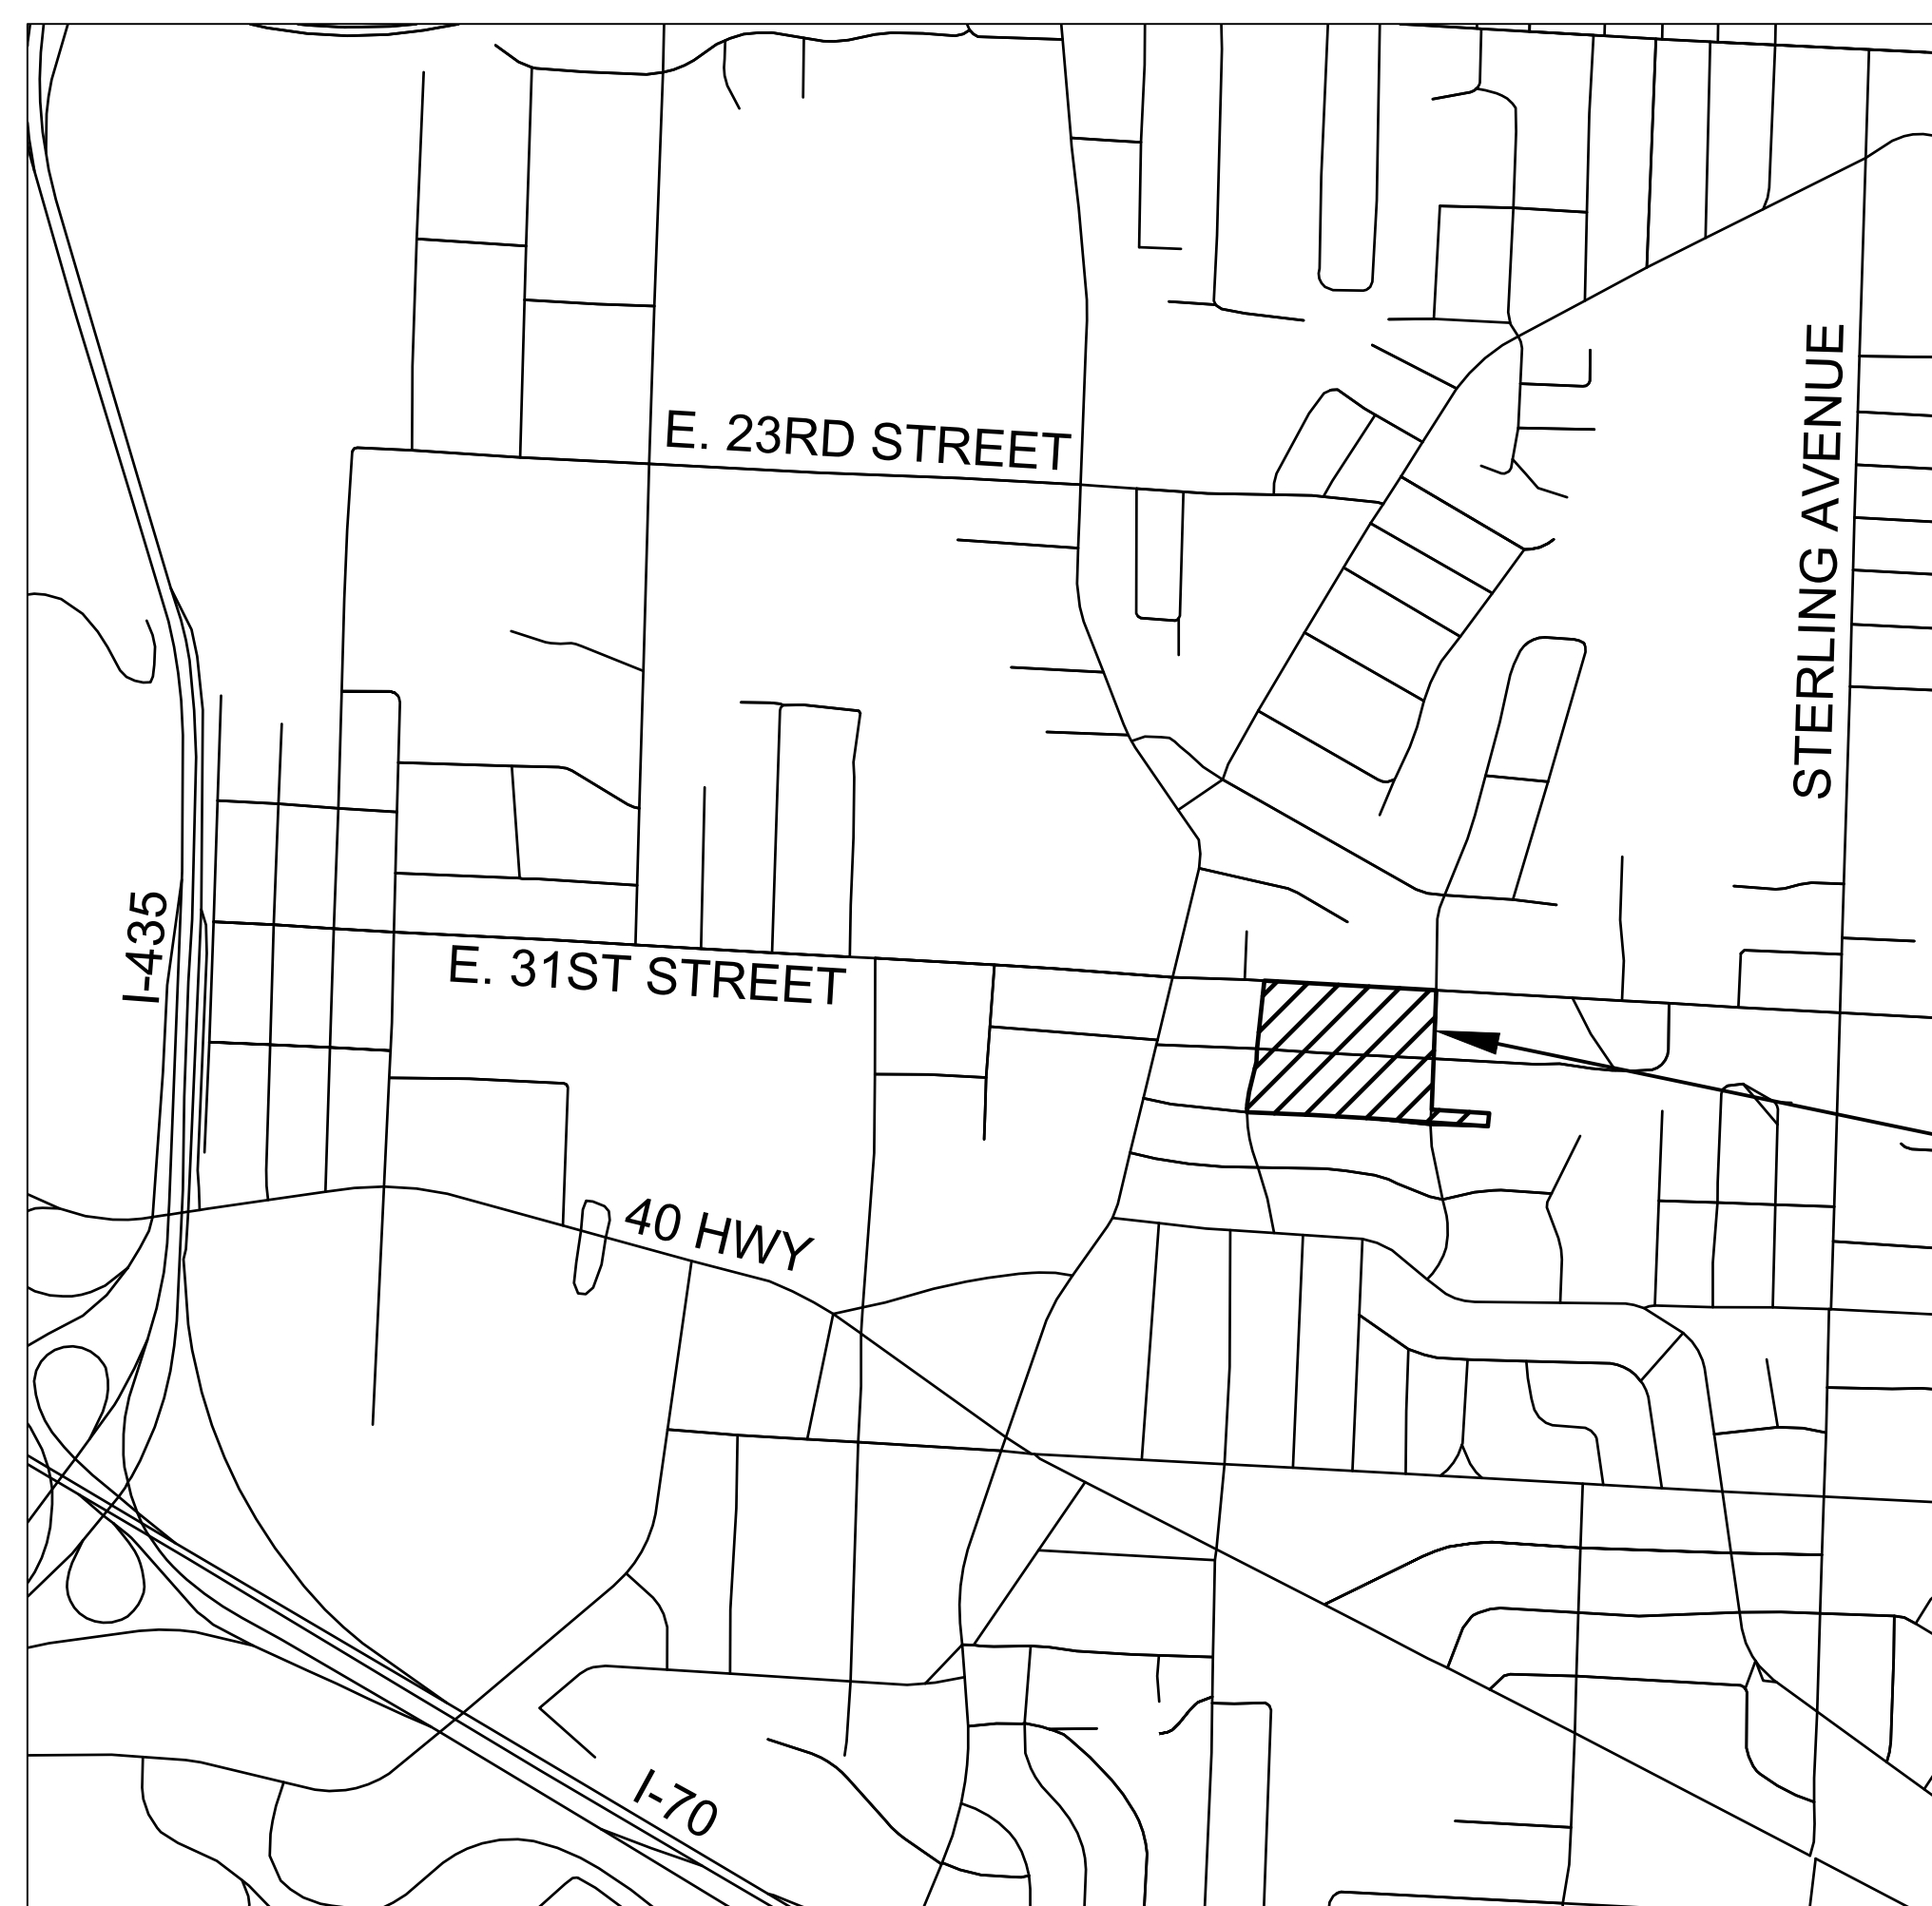 E. 23RD STREET
STERLING AVENUE
I-435
E. 31ST STREET
40 HWY
I-70